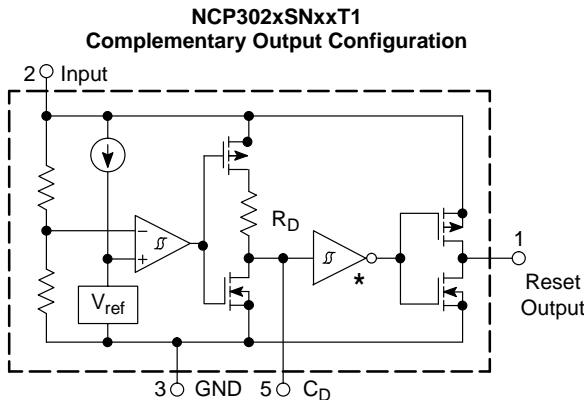 NCP302xSNxxT1
Complementary Output Configuration
2 Input
R_D
1
−
+
*
V_ref
Reset
Output
3 GND 5 C_D